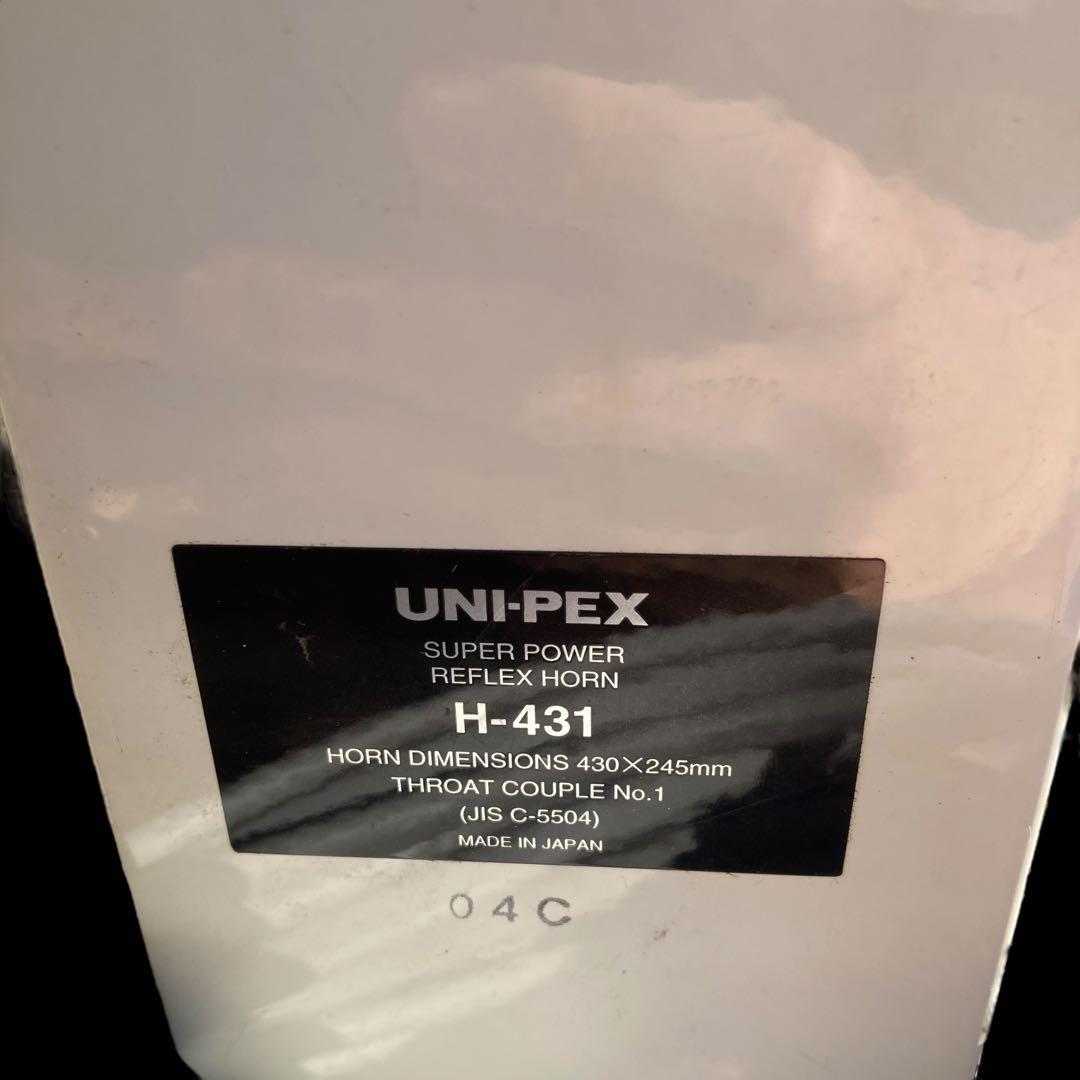 UNI-PEX
SUPER POWER
REFLEX HORN
H-431
HORN DIMENSIONS 430×245mm
THROAT COUPLE No.1
(JIS C-5504)
MADE IN JAPAN
04C